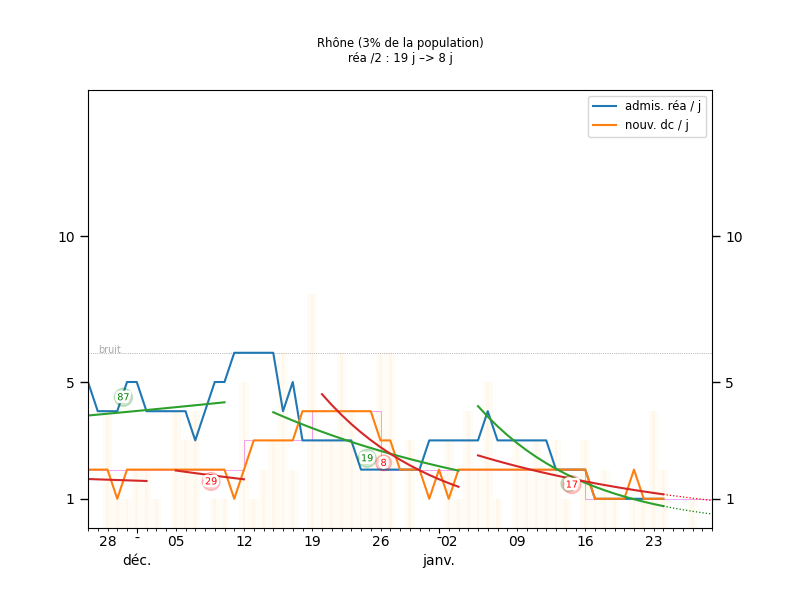 Rhône (3% de la population)
réa /2 : 19 j –> 8 j
admis. réa / j
nouv. dc / j
10
10
bruit
5
5
87
19
8
29
17
1
1
28
05
12
19
26
02
09
16
23
déc.
janv.